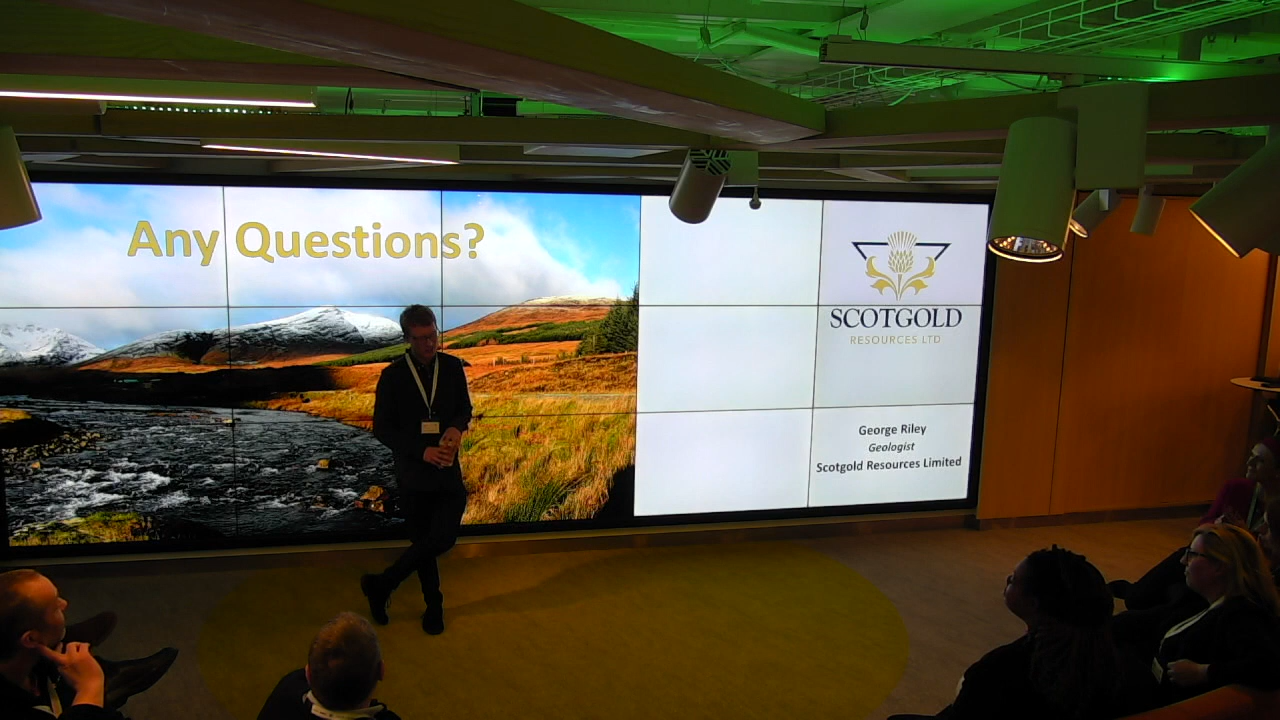 Any Questions?
SCOTGOLD
RESOURCES LTD
George Riley
Geologist
Scotgold Resources Limited